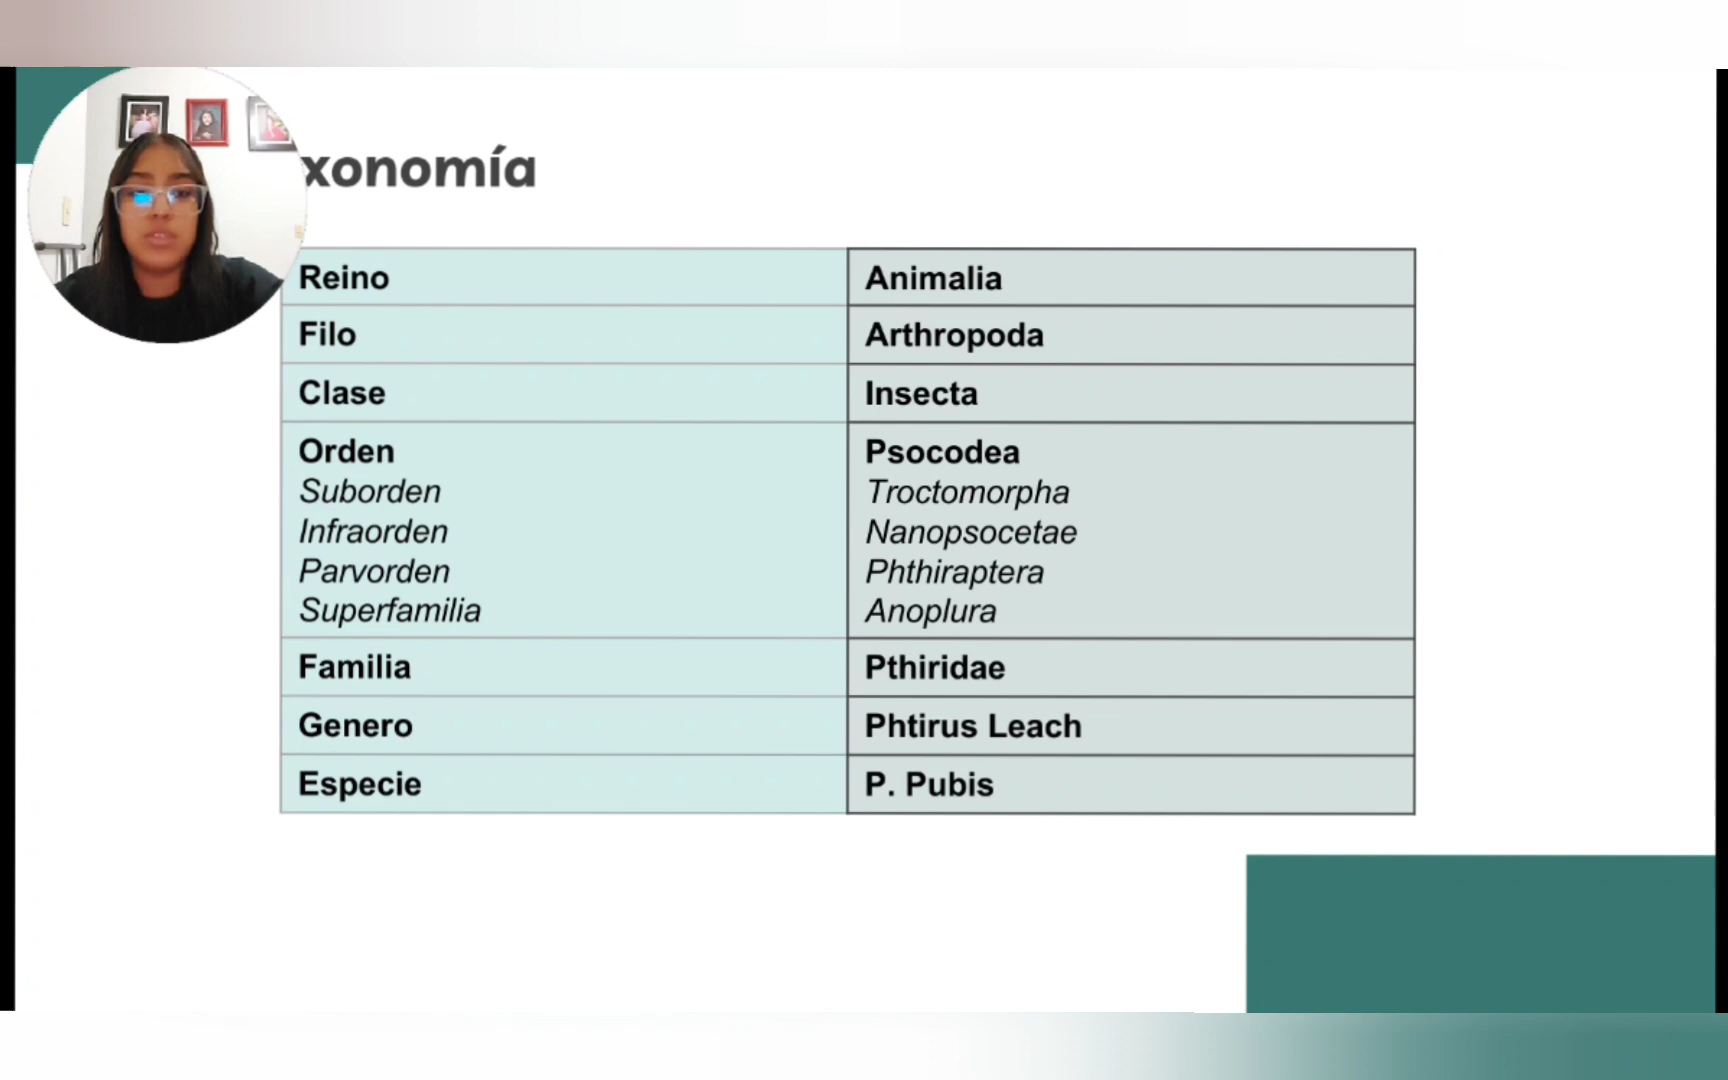 xonomía
Reino Animalia
Filo Arthropoda
Clase Insecta
Orden Psocodea
Suborden Troctomorpha
Infraorden Nanopsocetae
Parvorden Phthiraptera
Superfamilia Anoplura
Familia Pthiridae
Genero Phtirus Leach
Especie P. Pubis